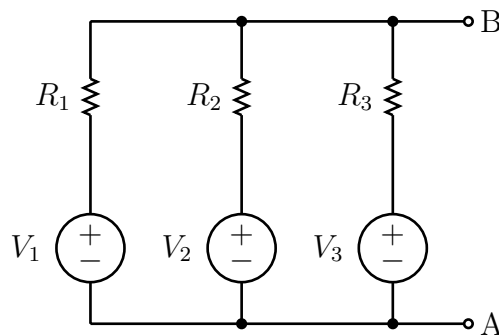 B
R₁ R₂ R₃
V₁ + − V₂ + − V₃ + −
A